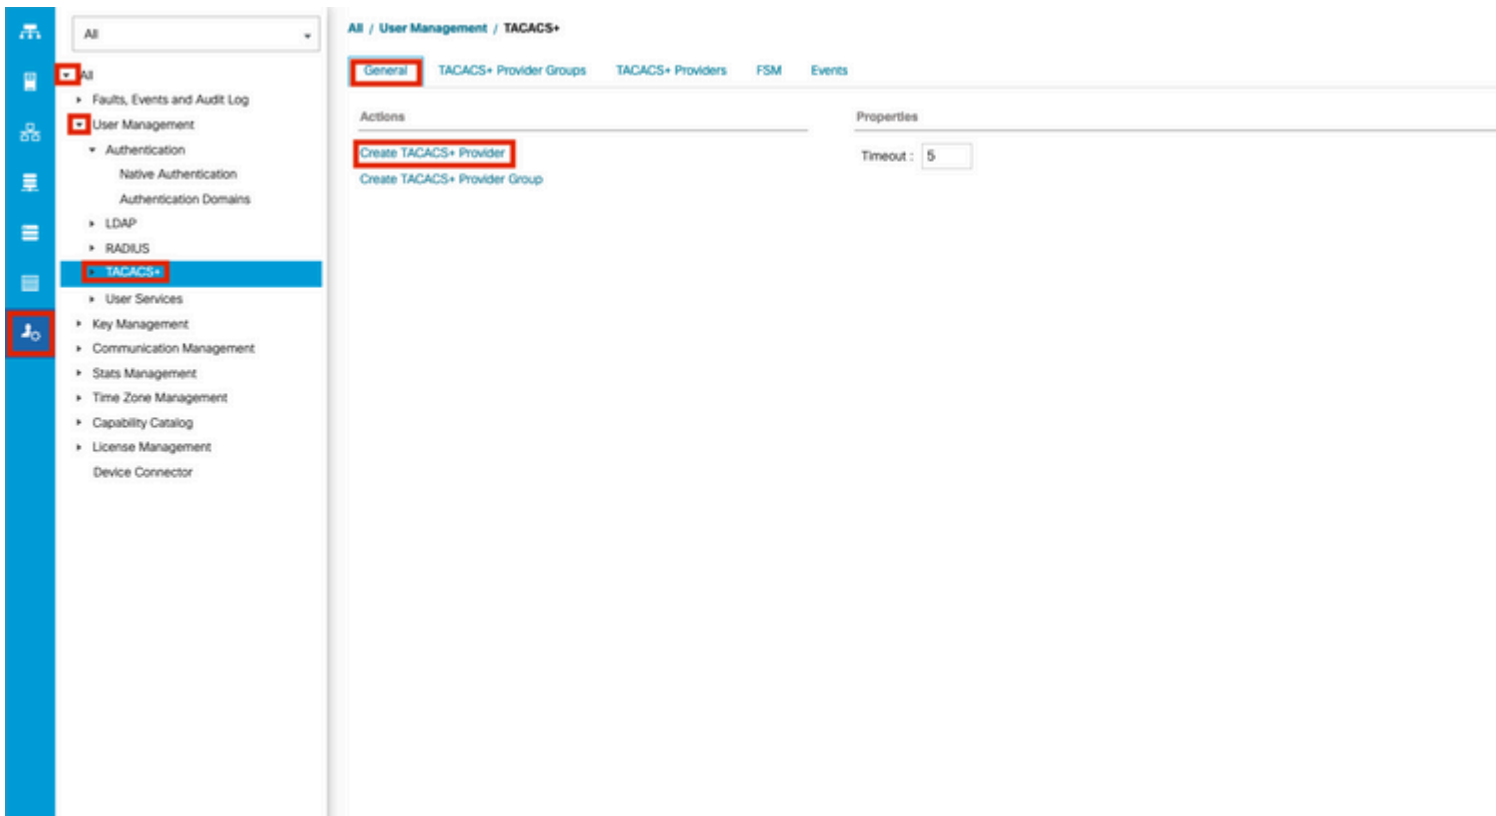 All
All
Faults, Events and Audit Log
User Management
Authentication
Native Authentication
Authentication Domains
LDAP
RADIUS
TACACS+
User Services
Key Management
Communication Management
Stats Management
Time Zone Management
Capability Catalog
License Management
Device Connector
All / User Management / TACACS+
General TACACS+ Provider Groups TACACS+ Providers FSM Events
Actions
Create TACACS+ Provider
Create TACACS+ Provider Group
Properties
Timeout : 5